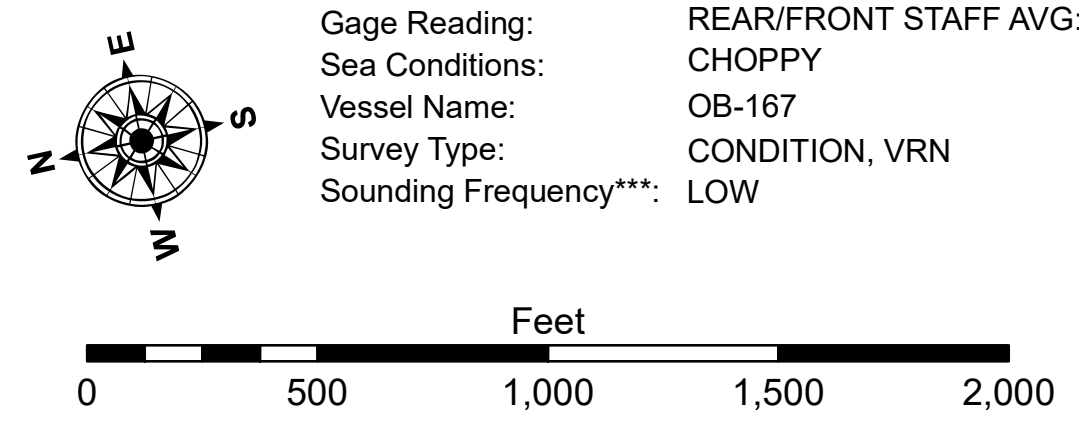 E
S
N
W
Gage Reading: REAR/FRONT STAFF AVG:
Sea Conditions: CHOPPY
Vessel Name: OB-167
Survey Type: CONDITION, VRN
Sounding Frequency***: LOW
Feet
0 500 1,000 1,500 2,000